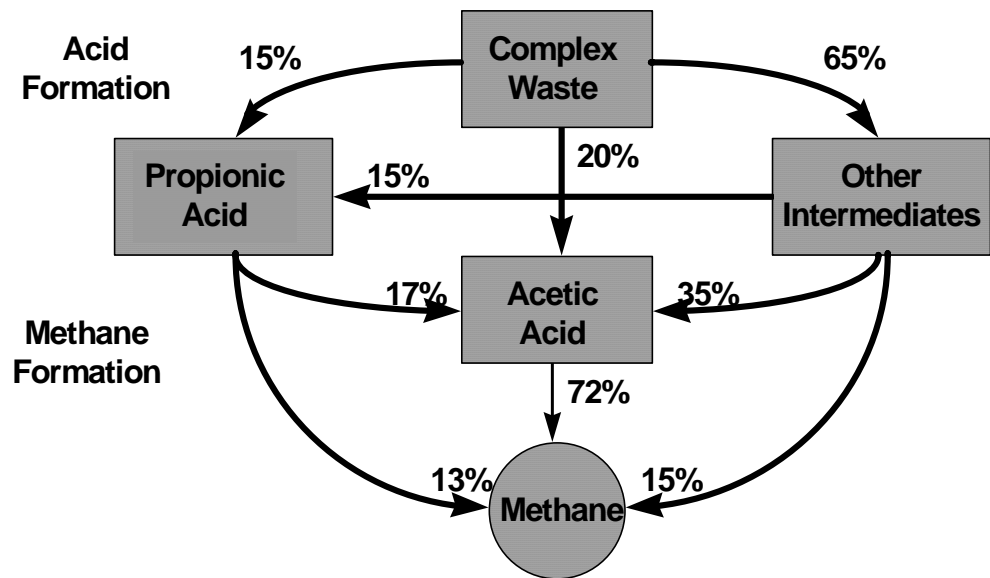 Acid
Formation
15%
Complex
Waste
65%
20%
Propionic
Acid
15%
Other
Intermediates
17%
Acetic
Acid
35%
Methane
Formation
72%
13%
Methane
15%